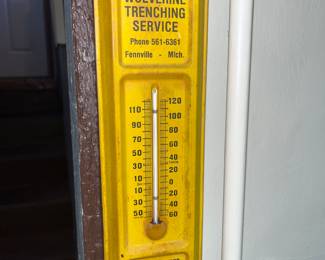 WOLVERINE
TRENCHING
SERVICE
Phone 561-6361
Fennville - Mich.
120
110 100
90 80
70 60
50 40
30 20
10 0
10 20
30 40
50 60